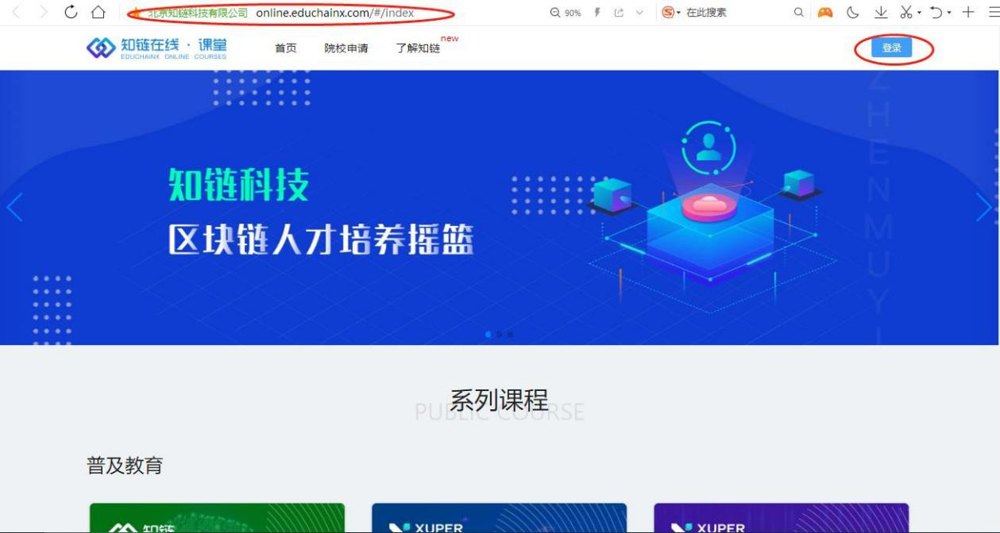 北京知链科技有限公司 online.educhainx.com/#/index 90% 在此搜索
知链在线 · 课堂
EDUCHAINX ONLINE COURSES
首页 院校申请 了解知链 new 登录
知链科技
区块链人才培养摇篮
ZHENMUYI
系列课程
PUBLIC COURSE
普及教育
知链 XUPER XUPER